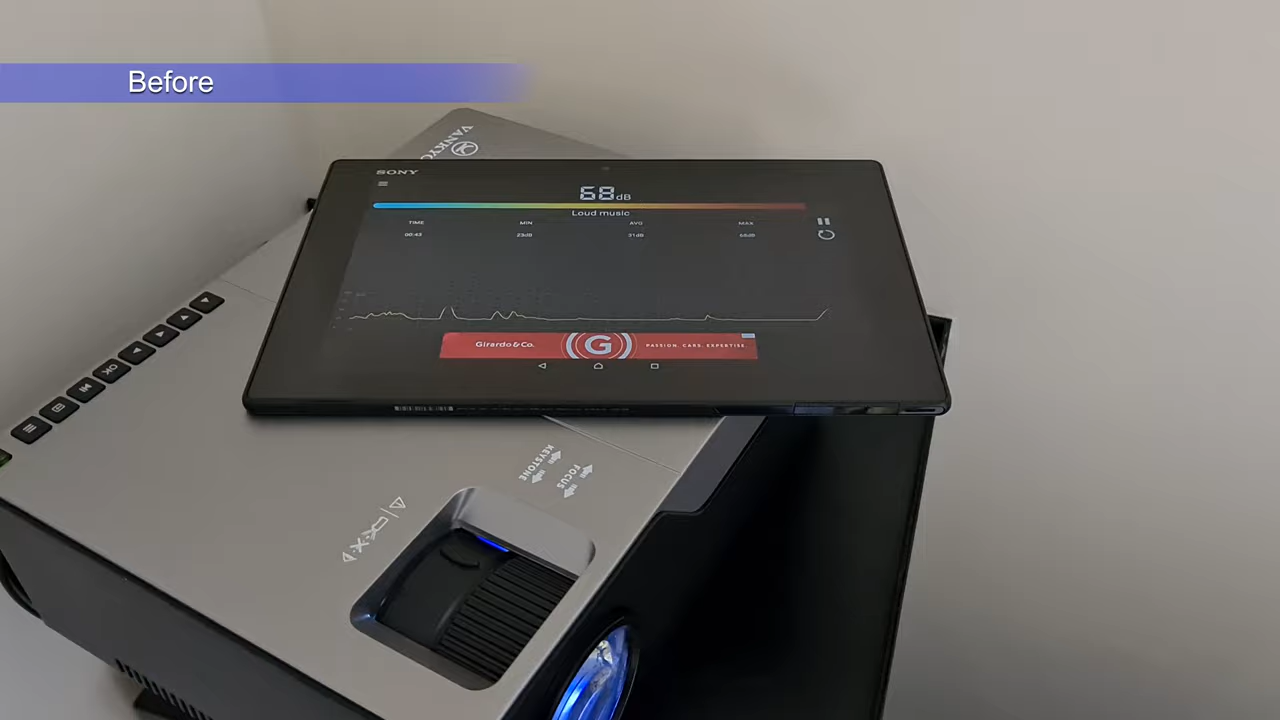 Before
VANKYO
SONY
68dB
Loud music
TIME MIN AVG MAX
00:43 23dB 31dB 68dB
Girardo & Co. G PASSION. CARS. EXPERTISE.
OK
KEYSTONE
FOCUS